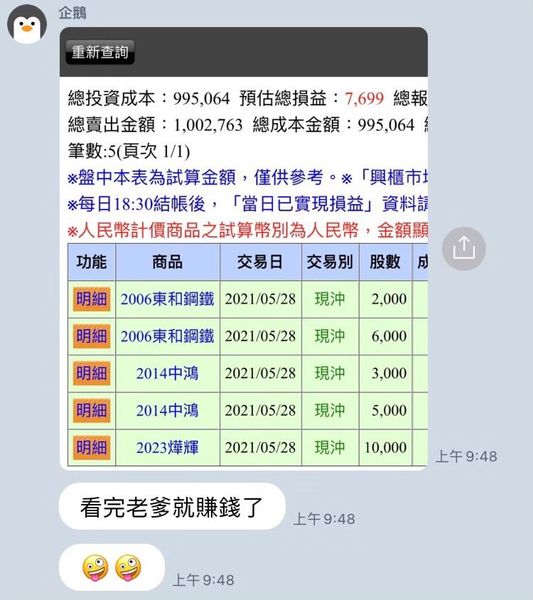 企鵝
重新查詢
總投資成本：995,064 預估總損益：7,699 總報
總賣出金額：1,002,763 總成本金額：995,064
筆數:5(頁次 1/1)
※盤中本表為試算金額，僅供參考。※「興櫃市場
※每日18:30結帳後，「當日已實現損益」資料請
※人民幣計價商品之試算幣別為人民幣，金額顯
功能 商品 交易日 交易別 股數 成
明細 2006東和鋼鐵 2021/05/28 現沖 2,000
明細 2006東和鋼鐵 2021/05/28 現沖 6,000
明細 2014中鴻 2021/05/28 現沖 3,000
明細 2014中鴻 2021/05/28 現沖 5,000
明細 2023燁輝 2021/05/28 現沖 10,000
上午 9:48
看完老爹就賺錢了
上午 9:48
🤪🤪
上午 9:48